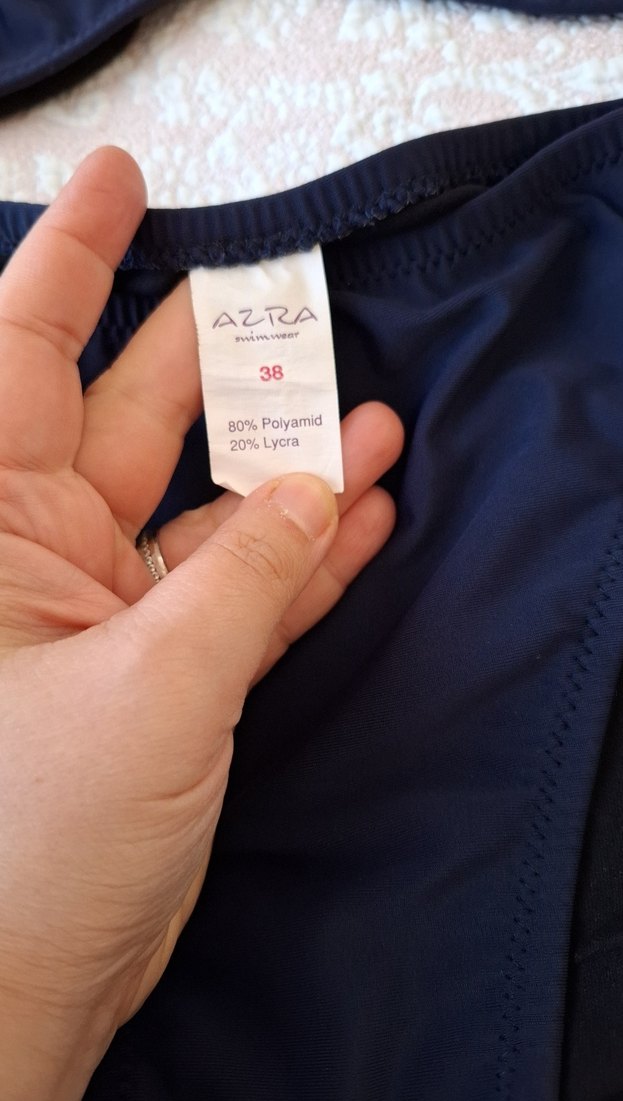 AZRA
swimwear
38
80% Polyamid
20% Lycra